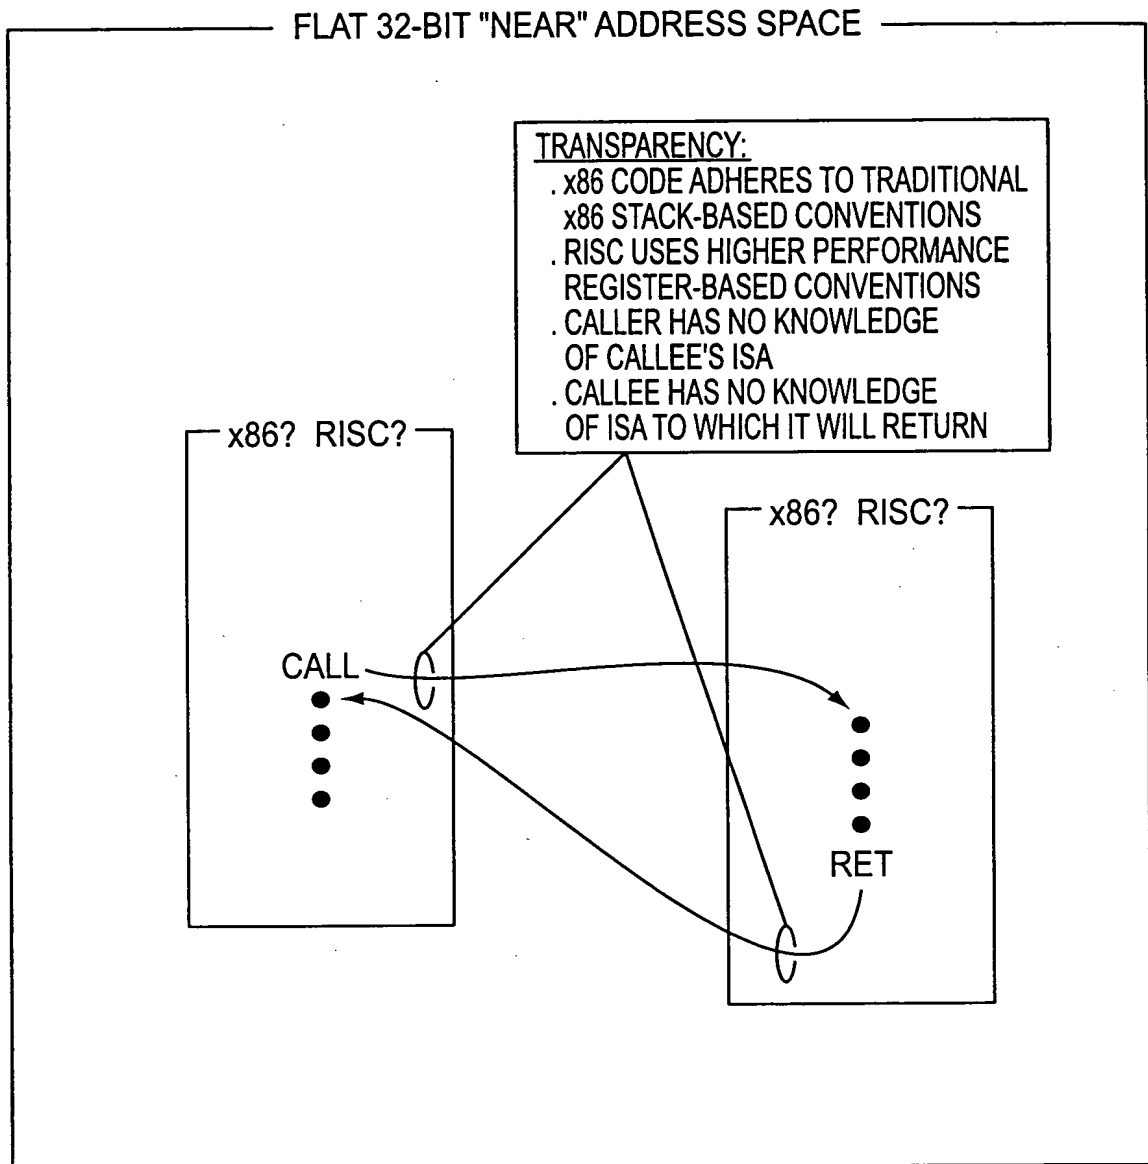 FLAT 32-BIT "NEAR" ADDRESS SPACE
TRANSPARENCY:
. x86 CODE ADHERES TO TRADITIONAL
x86 STACK-BASED CONVENTIONS
. RISC USES HIGHER PERFORMANCE
REGISTER-BASED CONVENTIONS
. CALLER HAS NO KNOWLEDGE
OF CALLEE'S ISA
. CALLEE HAS NO KNOWLEDGE
OF ISA TO WHICH IT WILL RETURN
x86? RISC?
x86? RISC?
CALL
RET